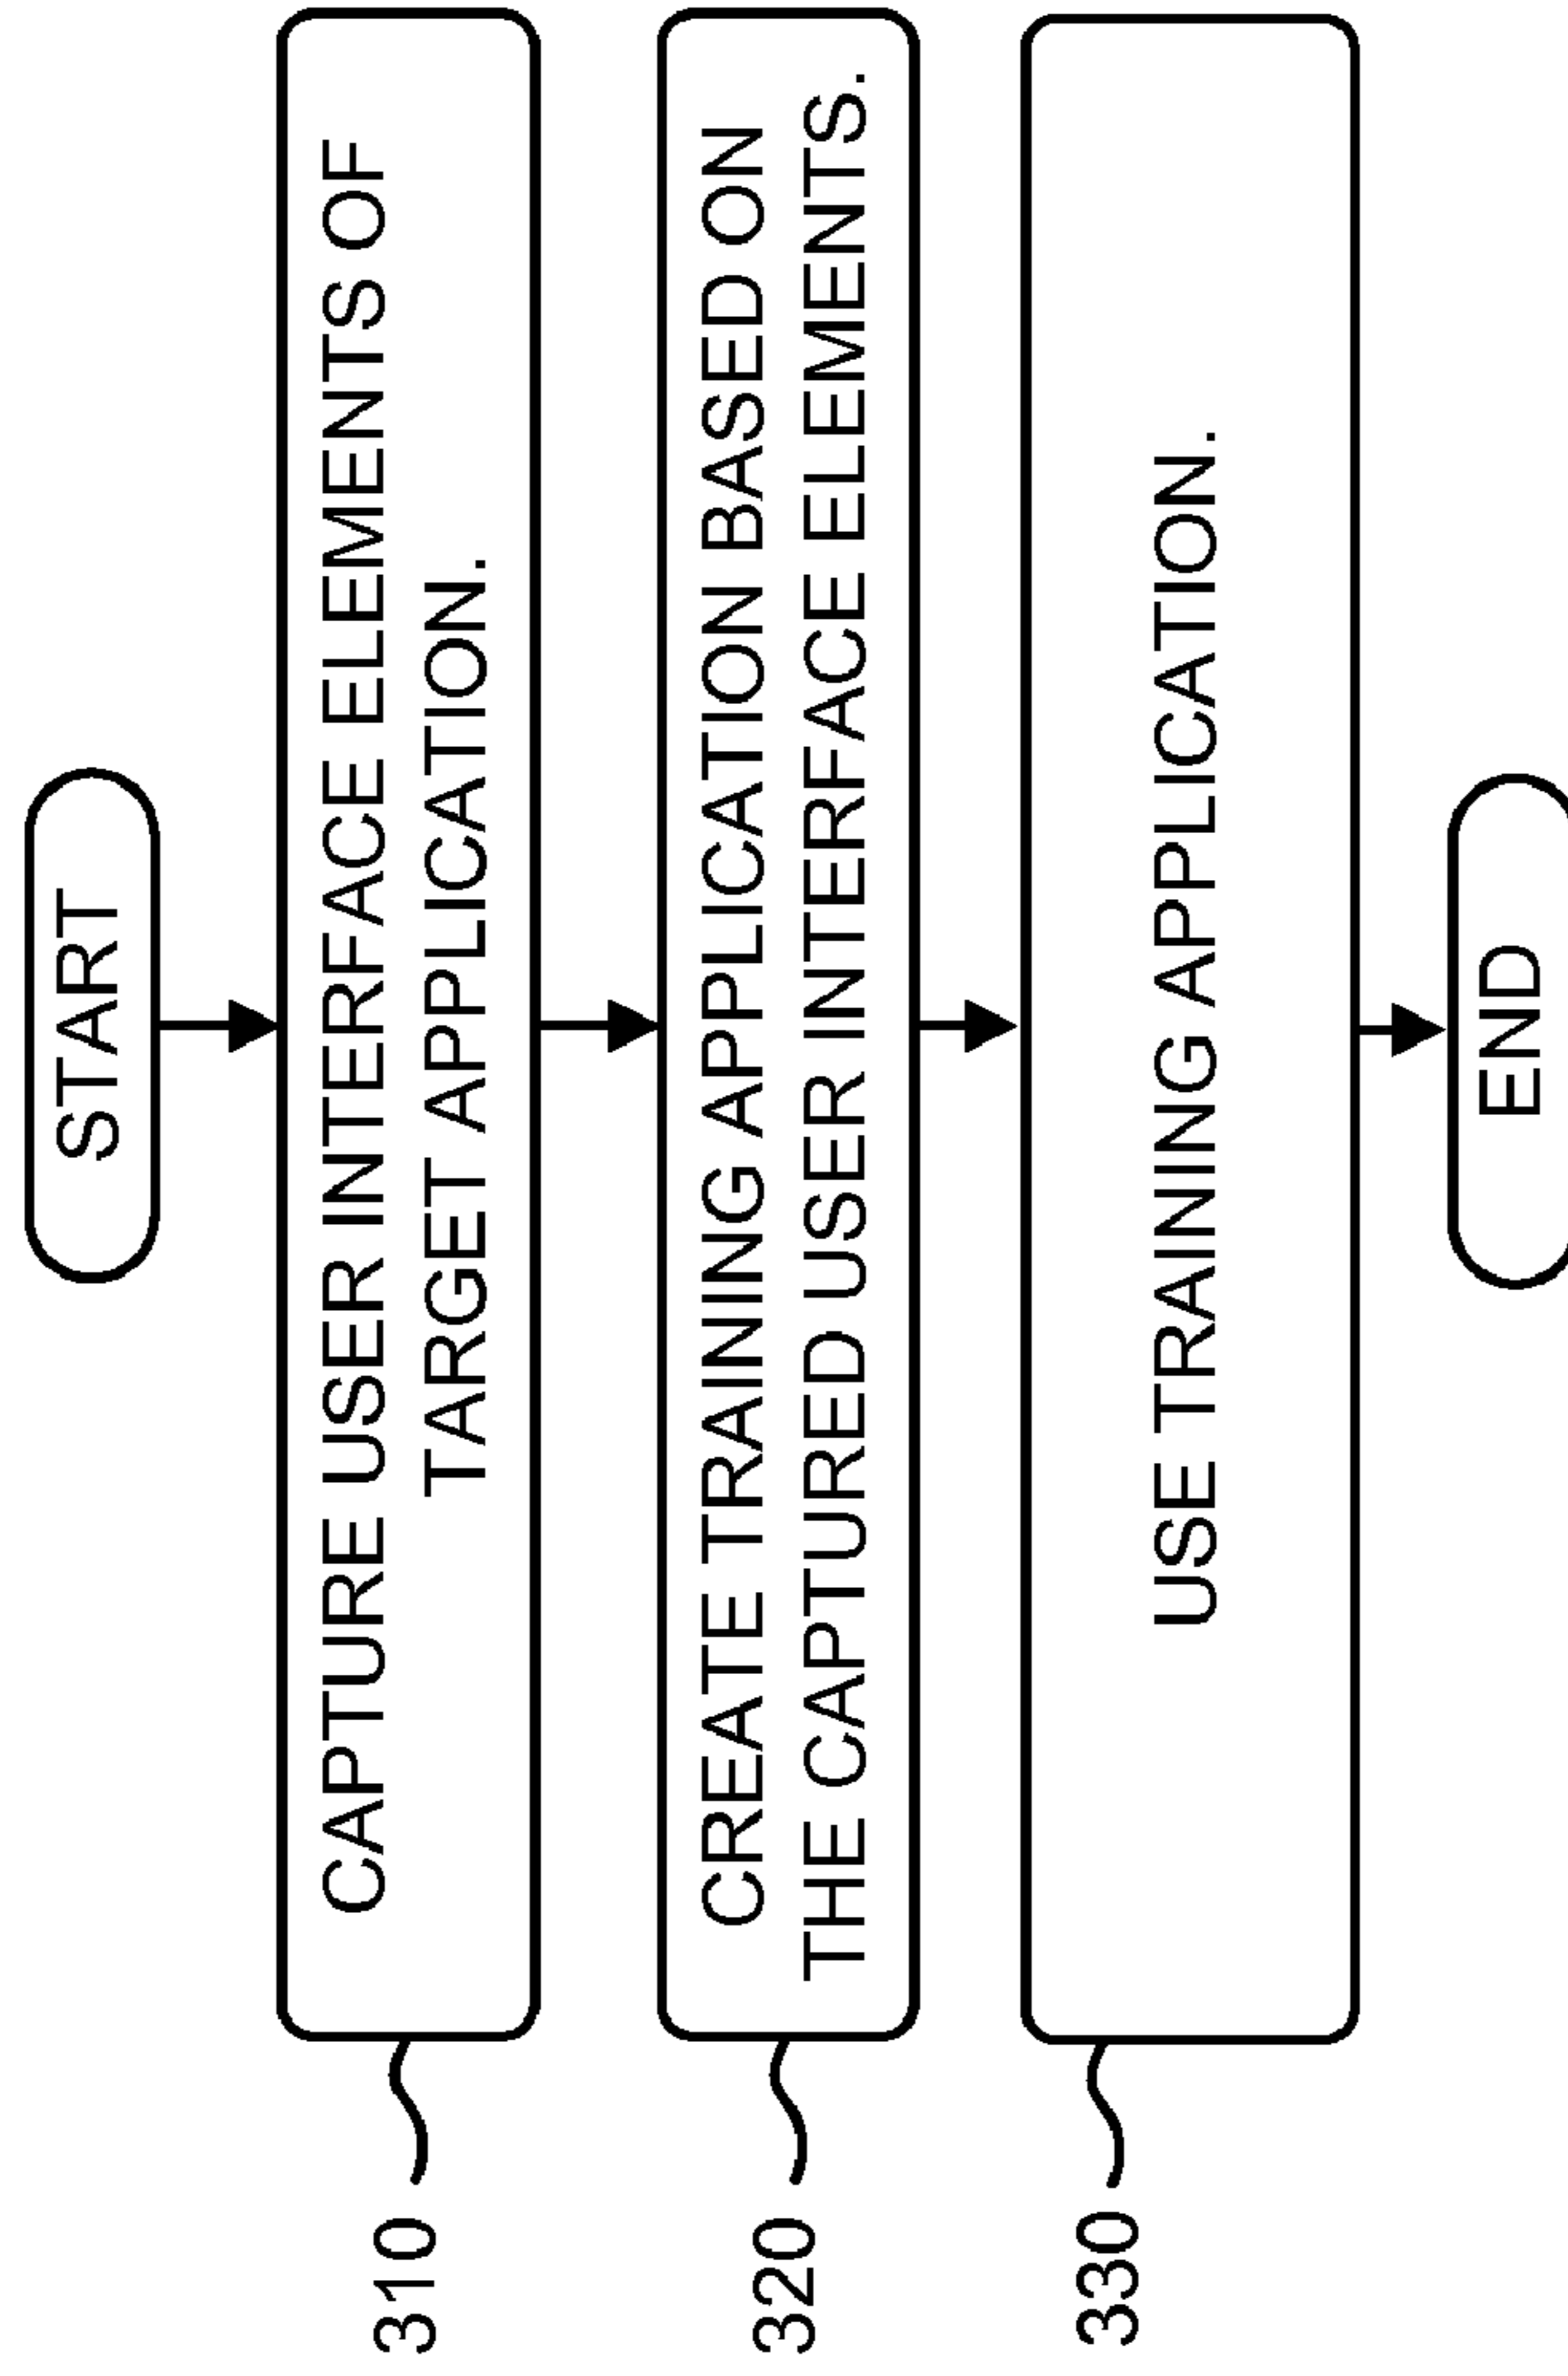 START
310
CAPTURE USER INTERFACE ELEMENTS OF
TARGET APPLICATION.
320
CREATE TRAINING APPLICATION BASED ON
THE CAPTURED USER INTERFACE ELEMENTS.
330
USE TRAINING APPLICATION.
END